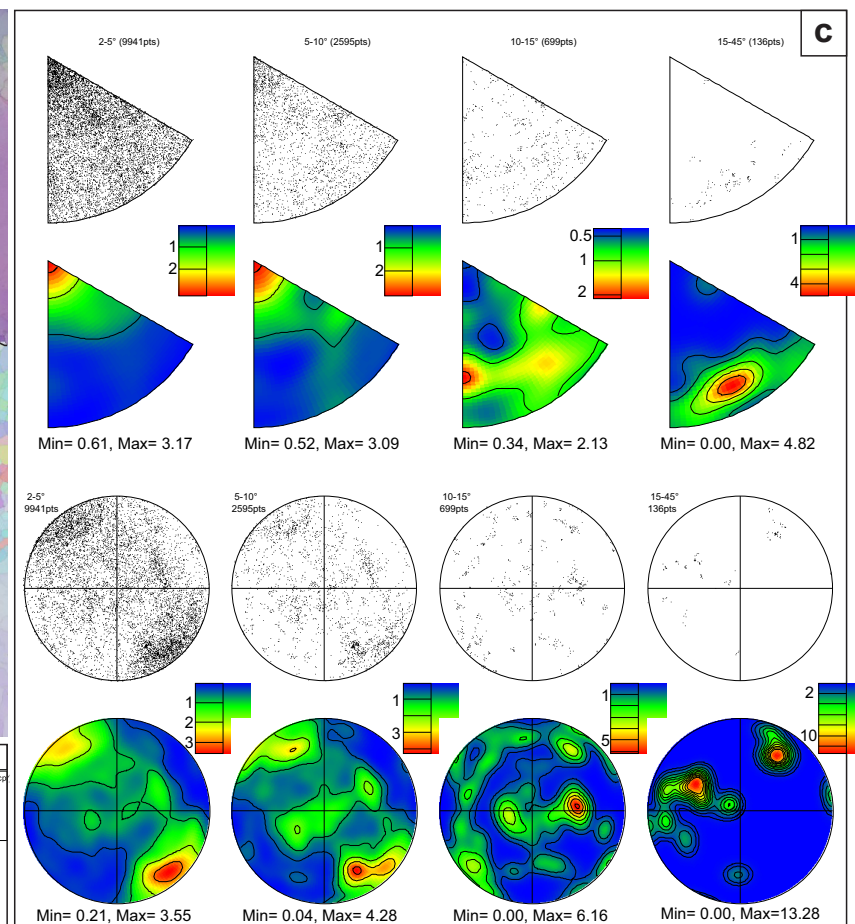 C
2-5° (9941pts)
5-10° (2595pts)
10-15° (699pts)
15-45° (136pts)
1
2
1
2
0.5
1
2
1
4
Min= 0.61, Max= 3.17
Min= 0.52, Max= 3.09
Min= 0.34, Max= 2.13
Min= 0.00, Max= 4.82
2-5°
9941pts
5-10°
2595pts
10-15°
699pts
15-45°
136pts
1
2
3
1
3
1
5
2
10
Min= 0.21, Max= 3.55
Min= 0.04, Max= 4.28
Min= 0.00, Max= 6.16
Min= 0.00, Max=13.28